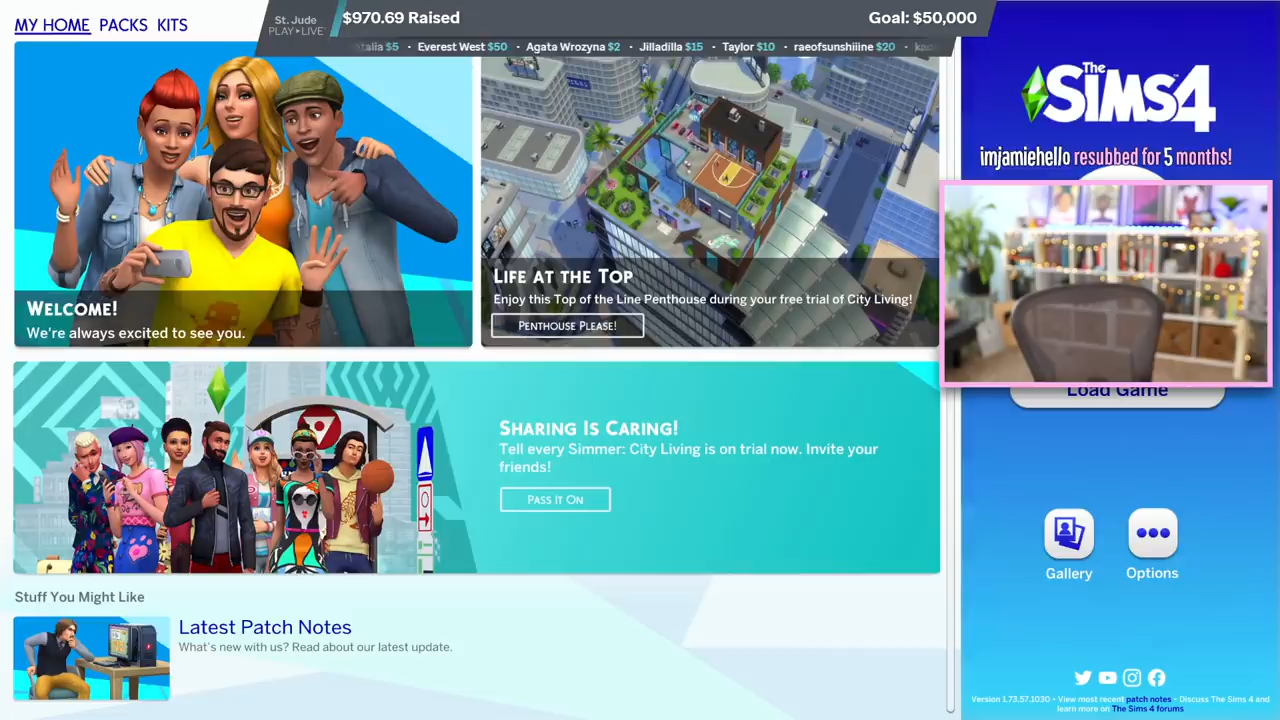 MY HOME PACKS KITS
St. Jude
PLAY LIVE
$970.69 Raised
Goal: $50,000
talia $5 · Everest West $50 · Agata Wrozyna $2 · Jilladilla $15 · Taylor $10 · raeofsunshiiine $20
The SIMS 4
imjamiehello resubbed for 5 months!
WELCOME!
We're always excited to see you.
LIFE AT THE TOP
Enjoy this Top of the Line Penthouse during your free trial of City Living!
PENTHOUSE PLEASE!
Load Game
SHARING IS CARING!
Tell every Simmer: City Living is on trial now. Invite your
friends!
PASS IT ON
Gallery
Options
Stuff You Might Like
Latest Patch Notes
What's new with us? Read about our latest update.
Version 1.73.57.1030 - View most recent patch notes - Discuss The Sims 4 and
learn more on The Sims 4 forums